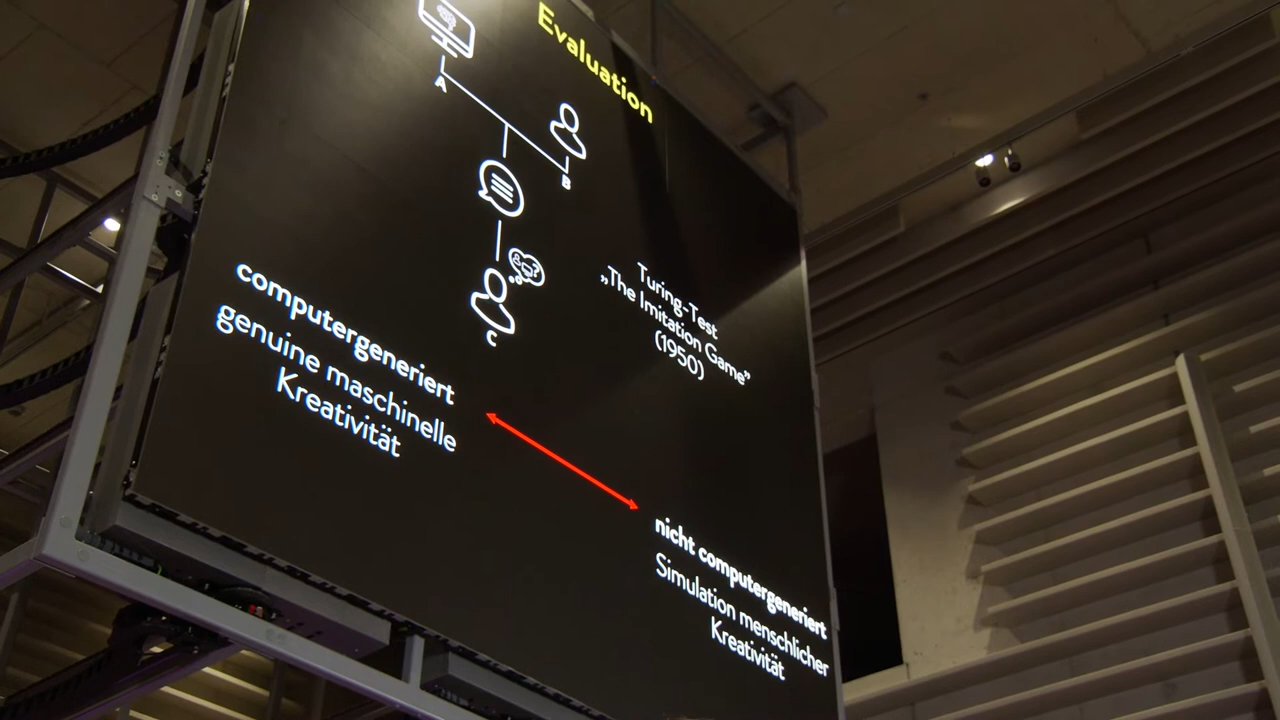 Evaluation
A
B
C
Turing-Test
„The Imitation Game”
(1950)
computergeneriert
genuine maschinelle
Kreativität
nicht computergeneriert
Simulation menschlicher
Kreativität